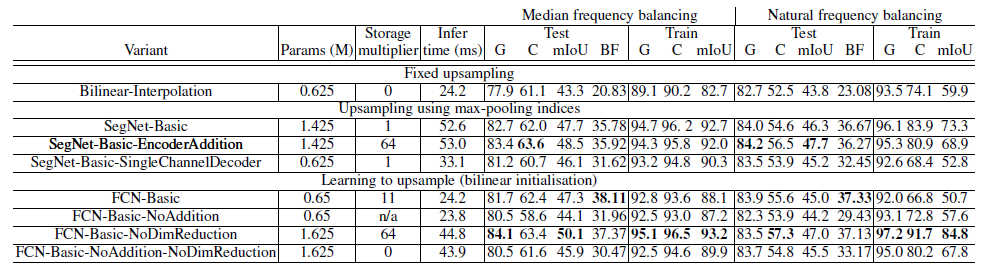 Median frequency balancing Natural frequency balancing
Storage Infer Test Train Test Train
Variant Params (M) multiplier time (ms) G C mIoU BF G C mIoU G C mIoU BF G C mIoU
Fixed upsampling
Bilinear-Interpolation 0.625 0 24.2 77.9 61.1 43.3 20.83 89.1 90.2 82.7 82.7 52.5 43.8 23.08 93.5 74.1 59.9
Upsampling using max-pooling indices
SegNet-Basic 1.425 1 52.6 82.7 62.0 47.7 35.78 94.7 96. 2 92.7 84.0 54.6 46.3 36.67 96.1 83.9 73.3
SegNet-Basic-EncoderAddition 1.425 64 53.0 83.4 63.6 48.5 35.92 94.3 95.8 92.0 84.2 56.5 47.7 36.27 95.3 80.9 68.9
SegNet-Basic-SingleChannelDecoder 0.625 1 33.1 81.2 60.7 46.1 31.62 93.2 94.8 90.3 83.5 53.9 45.2 32.45 92.6 68.4 52.8
Learning to upsample (bilinear initialisation)
FCN-Basic 0.65 11 24.2 81.7 62.4 47.3 38.11 92.8 93.6 88.1 83.9 55.6 45.0 37.33 92.0 66.8 50.7
FCN-Basic-NoAddition 0.65 n/a 23.8 80.5 58.6 44.1 31.96 92.5 93.0 87.2 82.3 53.9 44.2 29.43 93.1 72.8 57.6
FCN-Basic-NoDimReduction 1.625 64 44.8 84.1 63.4 50.1 37.37 95.1 96.5 93.2 83.5 57.3 47.0 37.13 97.2 91.7 84.8
FCN-Basic-NoAddition-NoDimReduction 1.625 0 43.9 80.5 61.6 45.9 30.47 92.5 94.6 89.9 83.7 54.8 45.5 33.17 95.0 80.2 67.8